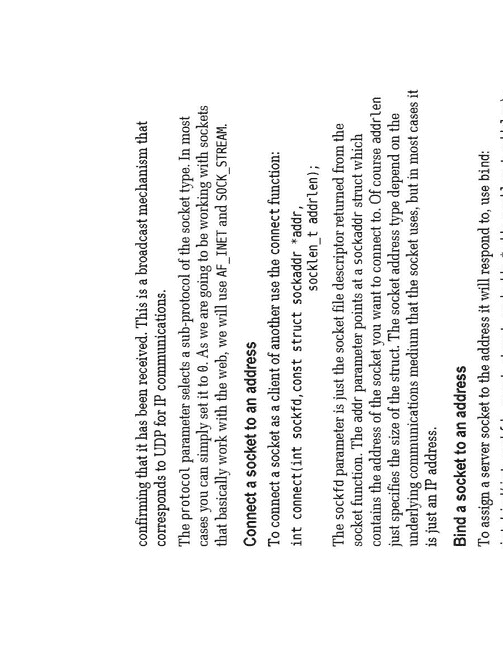 confirming that it has been received. This is a broadcast mechanism that
corresponds to UDP for IP communications.
The protocol parameter selects a sub-protocol of the socket type. In most
cases you can simply set it to 0. As we are going to be working with sockets
that basically work with the web, we will use AF_INET and SOCK_STREAM.
Connect a socket to an address
To connect a socket as a client of another use the connect function:
int connect(int sockfd,const struct sockaddr *addr,
socklen_t addrlen);
The sockfd parameter is just the socket file descriptor returned from the
socket function. The addr parameter points at a sockaddr struct which
contains the address of the socket you want to connect to. Of course addrlen
just specifies the size of the struct. The socket address type depend on the
underlying communications medium that the socket uses, but in most cases it
is just an IP address.
Bind a socket to an address
To assign a server socket to the address it will respond to, use bind: